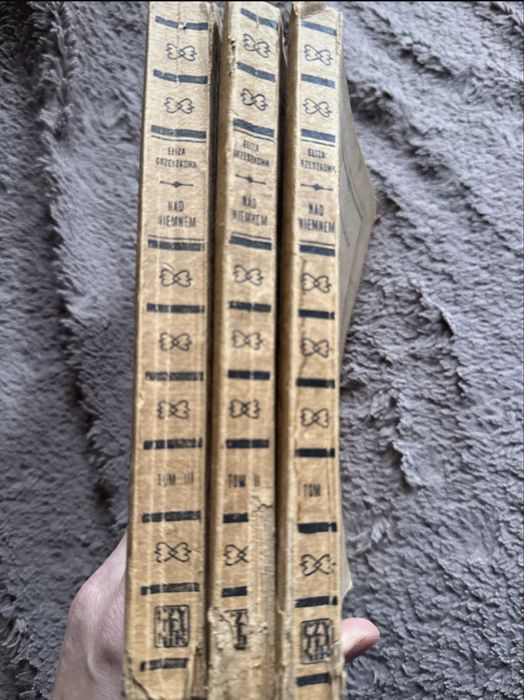 ELIZA
ORZESZKOWA
NAD
NIEMNEM
TOM III
ELIZA
ORZESZKOWA
NAD
NIEMNEM
TOM II
ELIZA
ORZESZKOWA
NAD
NIEMNEM
TOM I